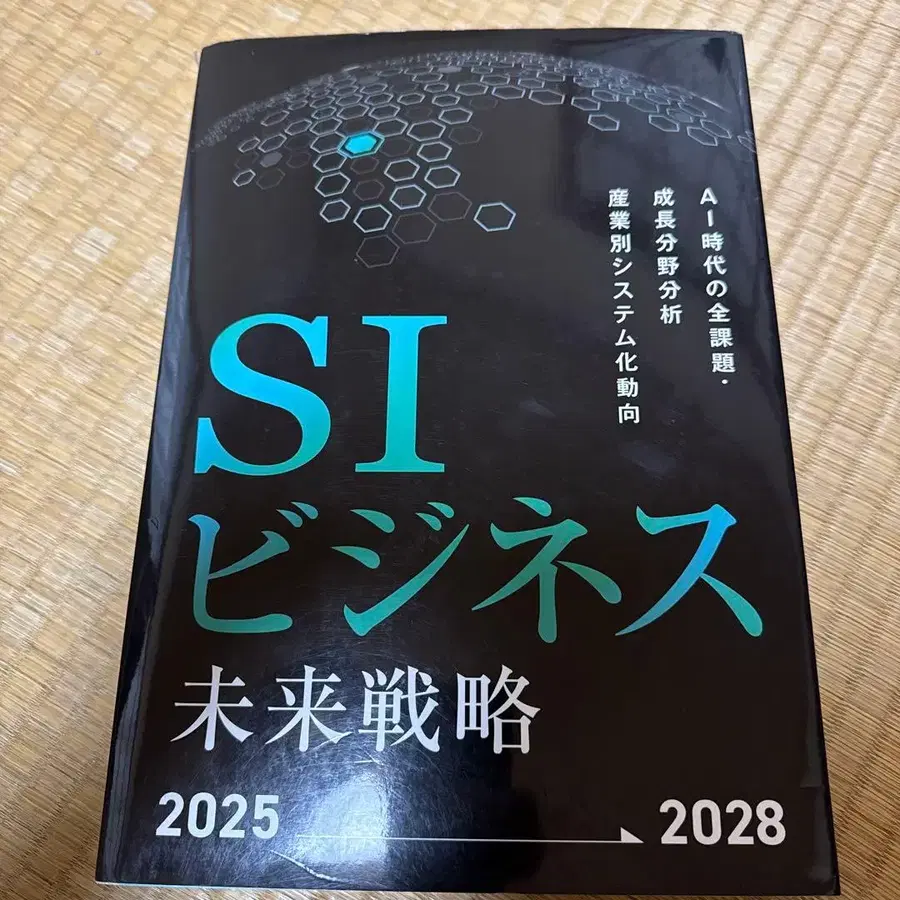 AI時代の全課題・
成長分野分析
産業別システム化動向
SI
ビジネス
未来戦略
2025
2028